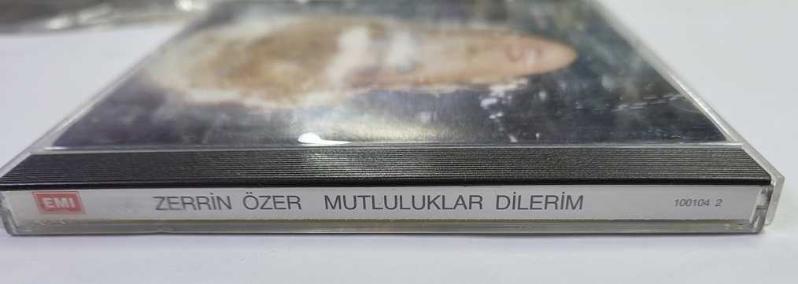 EMI ZERRİN ÖZER MUTLULUKLAR DİLERİM 100104 2